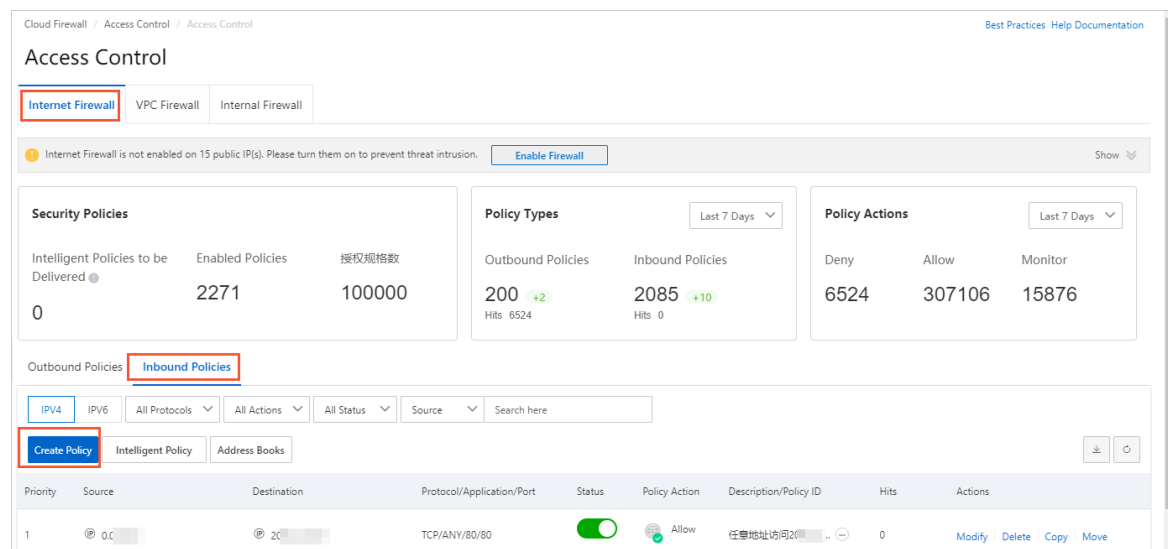 Cloud Firewall / Access Control / Access Control
Best Practices Help Documentation
Access Control
Internet Firewall VPC Firewall Internal Firewall
Internet Firewall is not enabled on 15 public IP(s). Please turn them on to prevent threat intrusion. Enable Firewall Show
Security Policies
Intelligent Policies to be Delivered
0
Enabled Policies
2271
授权规格数
100000
Policy Types
Last 7 Days
Outbound Policies
200 +2
Hits 6524
Inbound Policies
2085 +10
Hits 0
Policy Actions
Last 7 Days
Deny
6524
Allow
307106
Monitor
15876
Outbound Policies Inbound Policies
IPV4 IPV6 All Protocols All Actions All Status Source Search here
Create Policy Intelligent Policy Address Books
Priority Source Destination Protocol/Application/Port Status Policy Action Description/Policy ID Hits Actions
1 IP 0.0 IP 20 TCP/ANY/80/80 Allow 任意地址访问20 .. 0 Modify Delete Copy Move